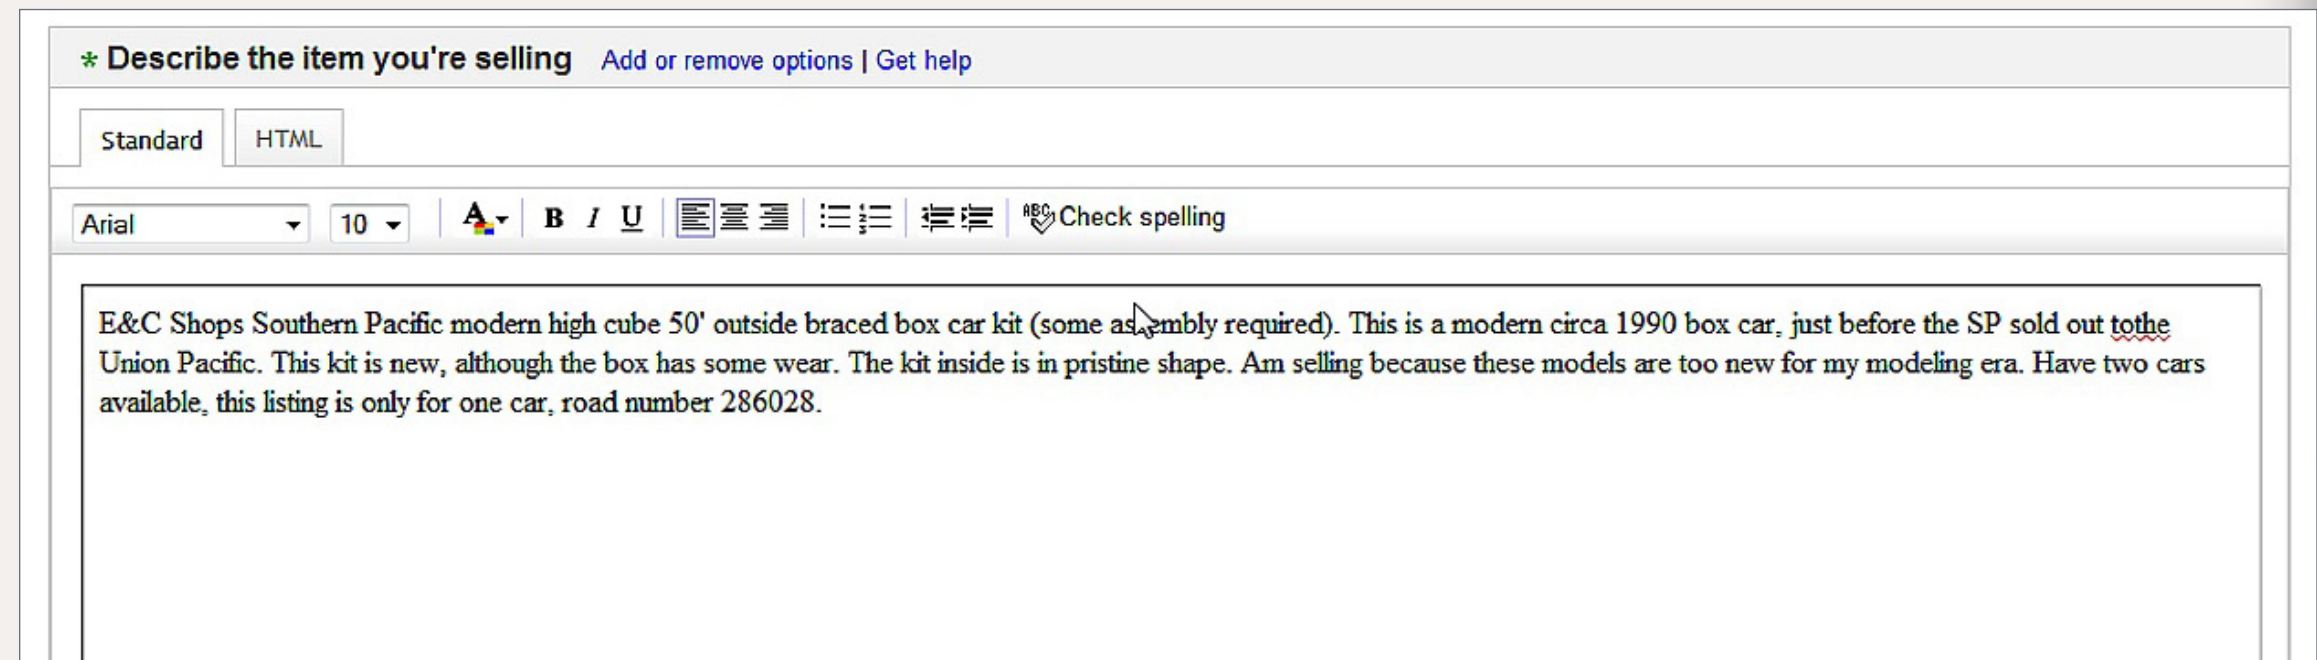 * Describe the item you're selling Add or remove options | Get help
Standard HTML
Arial 10 A B I U ABC Check spelling
E&C Shops Southern Pacific modern high cube 50' outside braced box car kit (some assembly required). This is a modern circa 1990 box car, just before the SP sold out tothe
Union Pacific. This kit is new, although the box has some wear. The kit inside is in pristine shape. Am selling because these models are too new for my modeling era. Have two cars
available, this listing is only for one car, road number 286028.